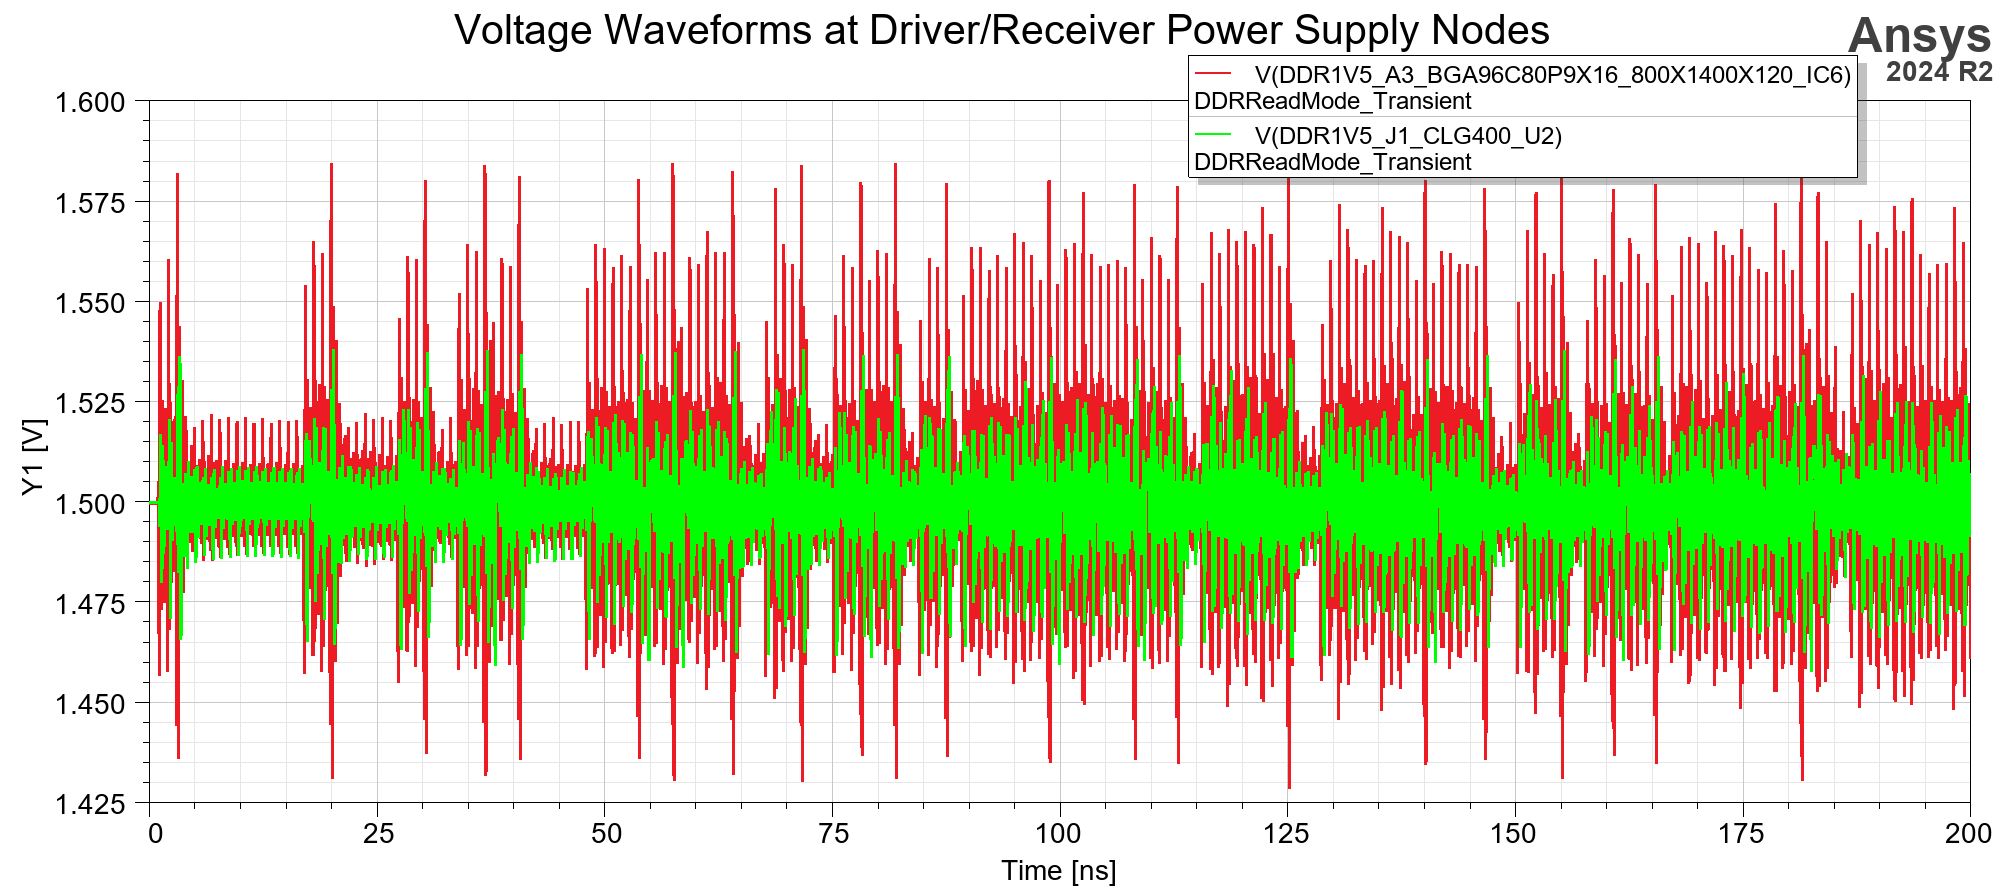 Voltage Waveforms at Driver/Receiver Power Supply Nodes
Ansys
2024 R2
V(DDR1V5_A3_BGA96C80P9X16_800X1400X120_IC6)
DDRReadMode_Transient
V(DDR1V5_J1_CLG400_U2)
DDRReadMode_Transient
1.600
1.575
1.550
1.525
1.500
1.475
1.450
1.425
Y1 [V]
0 25 50 75 100 125 150 175 200
Time [ns]